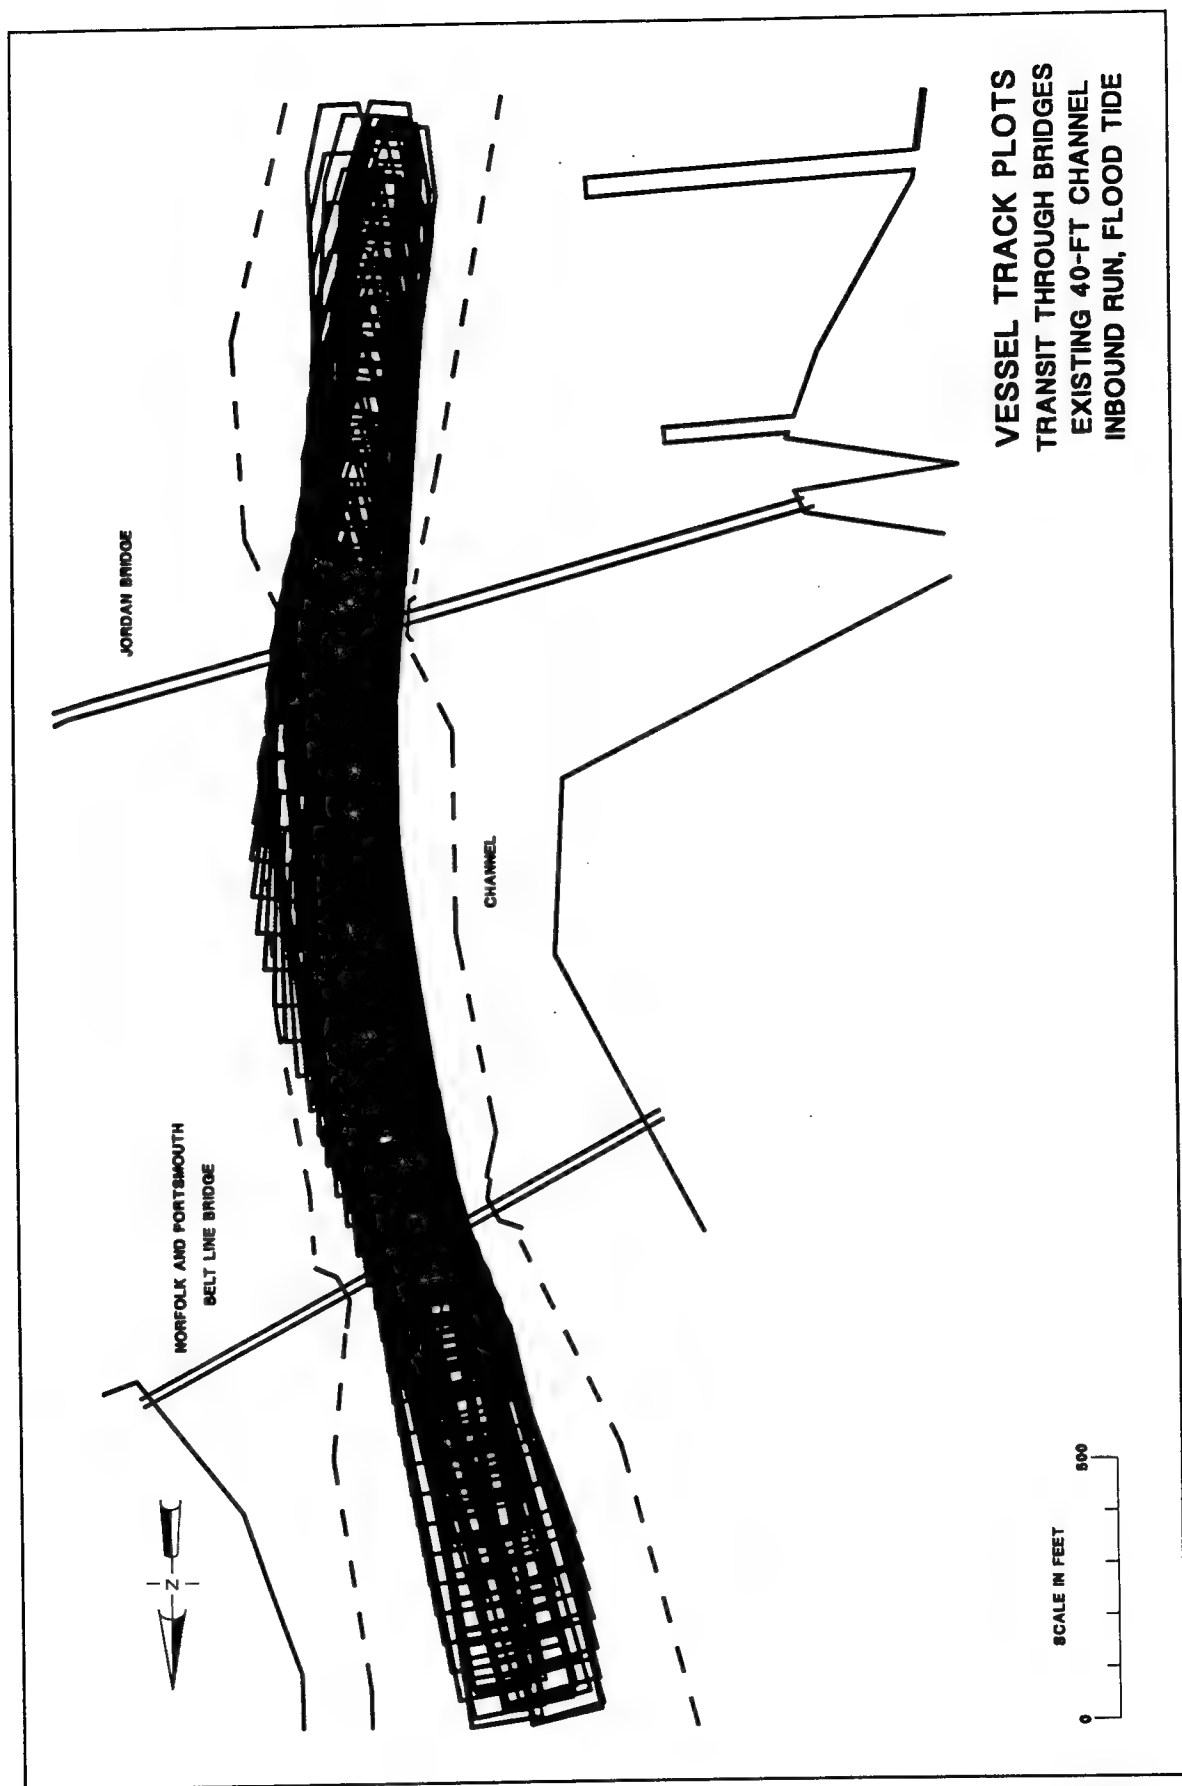 VESSEL TRACK PLOTS
TRANSIT THROUGH BRIDGES
EXISTING 40-FT CHANNEL
INBOUND RUN, FLOOD TIDE
JORDAN BRIDGE
CHANNEL
NORFOLK AND PORTSMOUTH
BELT LINE BRIDGE
N
SCALE IN FEET
0
500